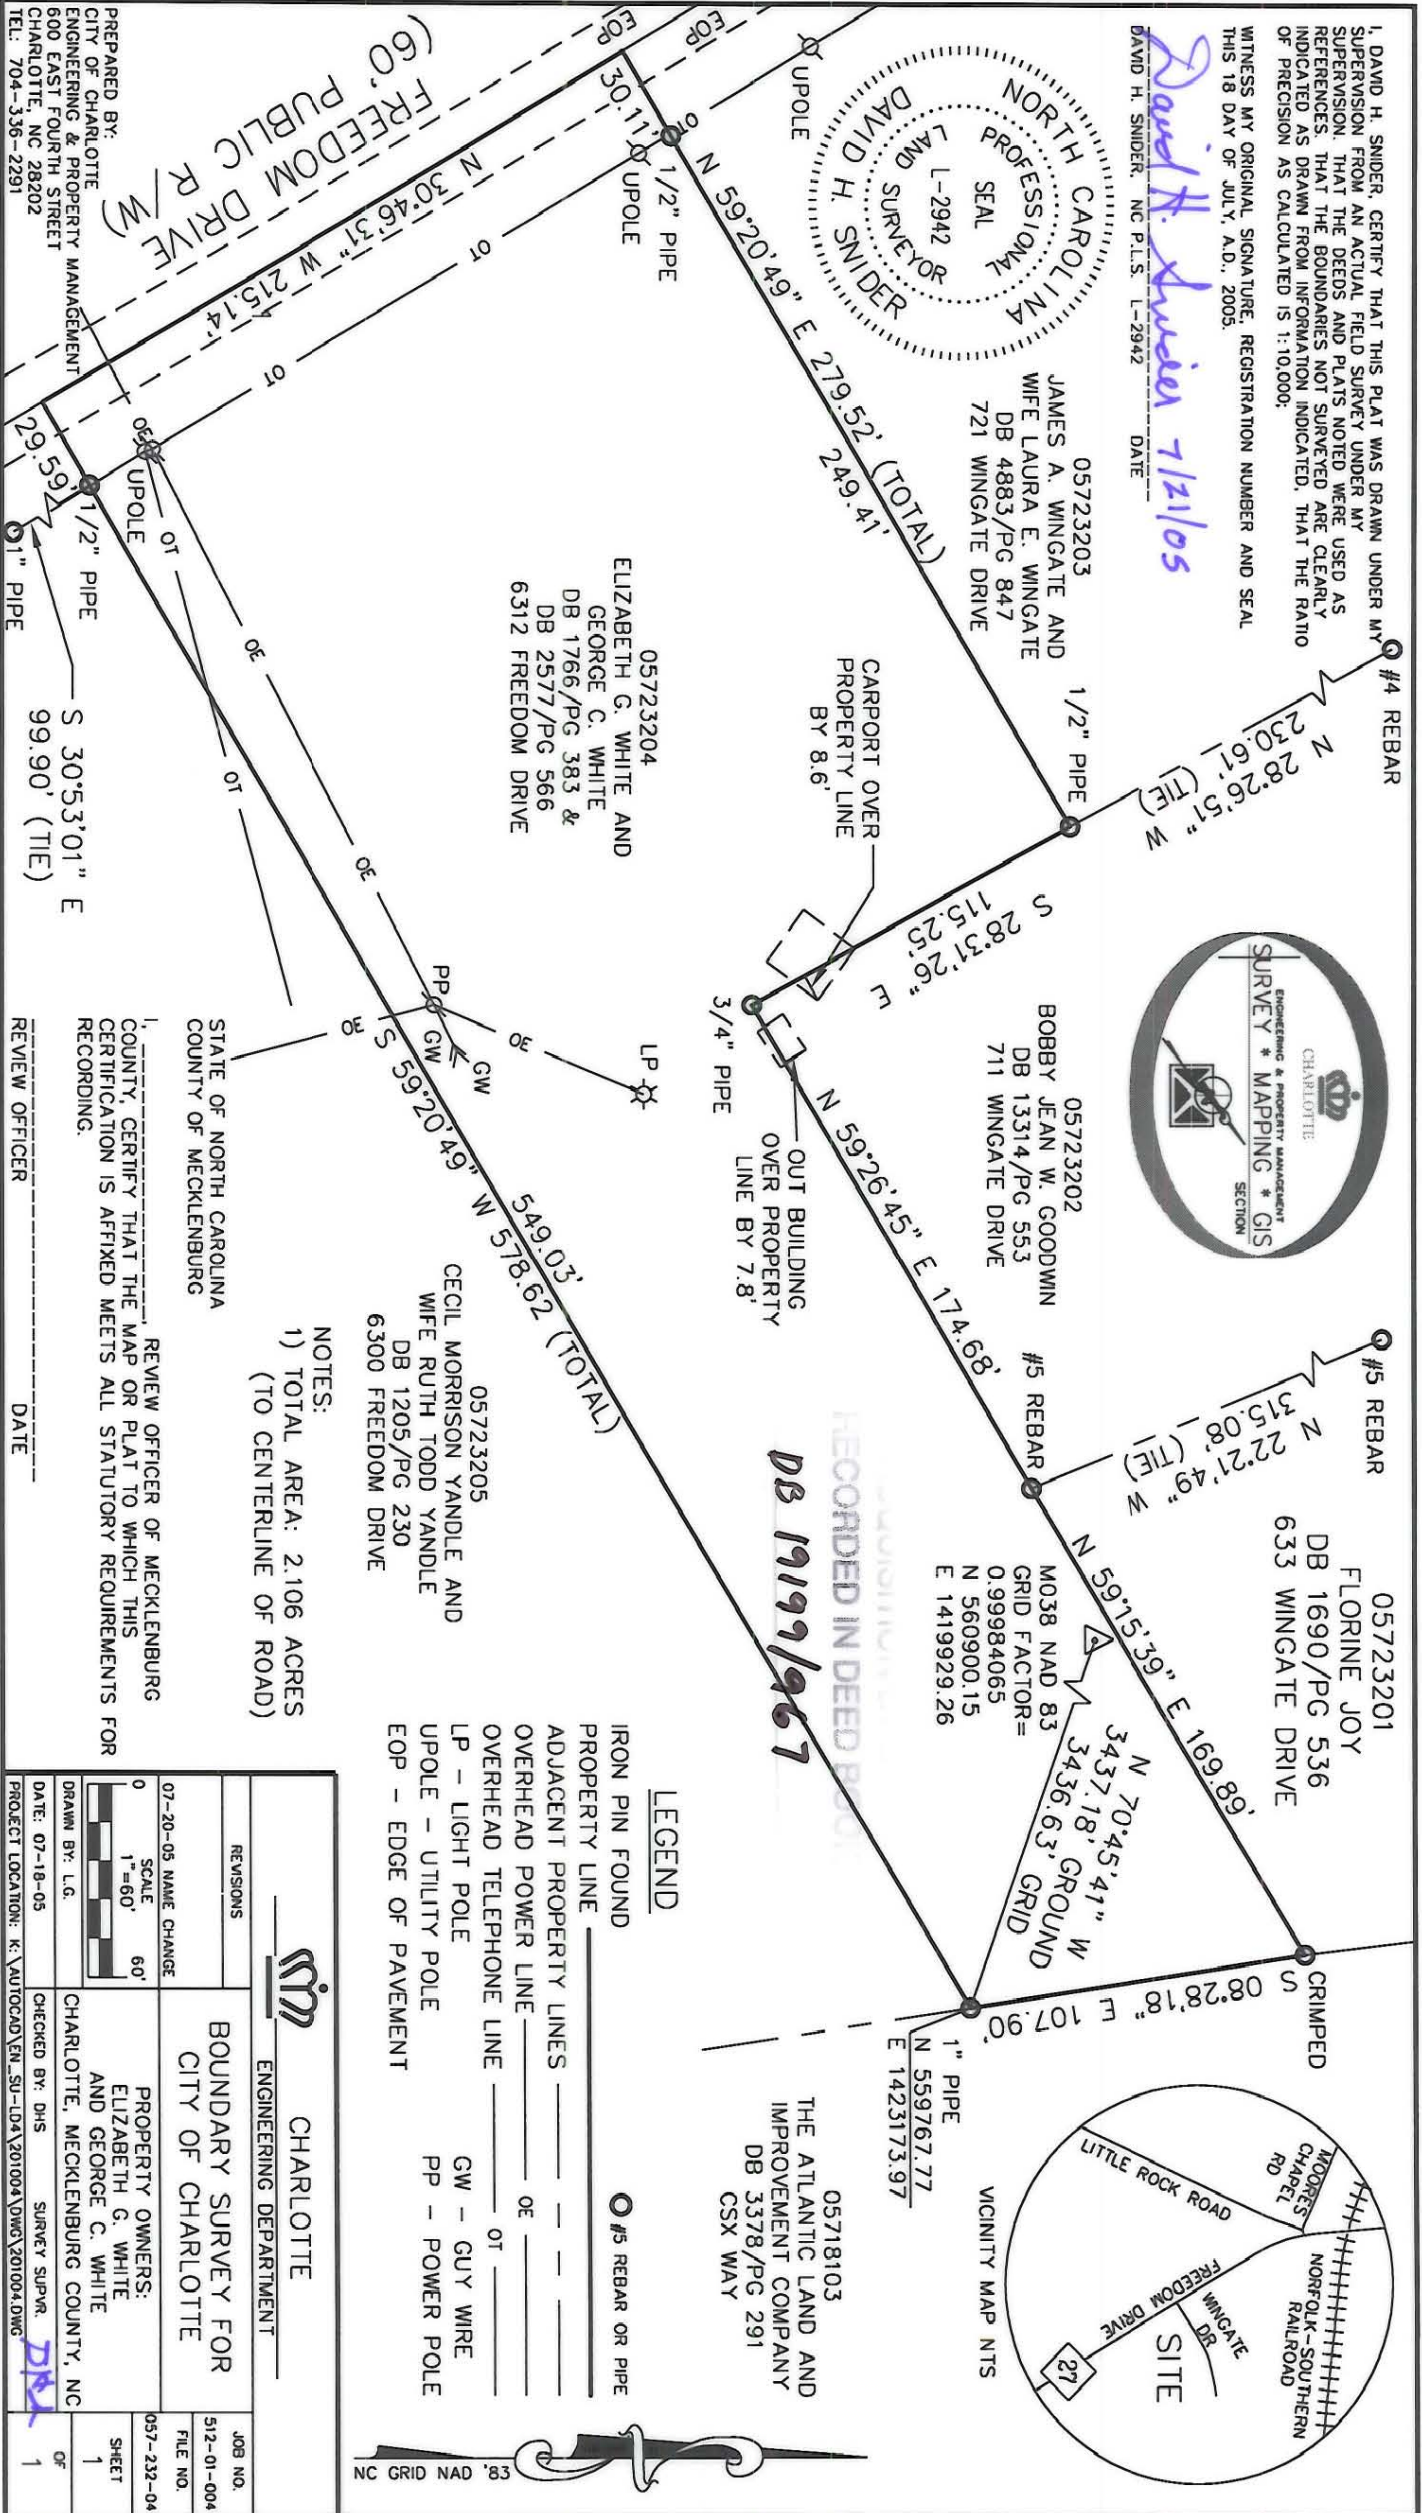 I, DAVID H. SNIDER, CERTIFY THAT THIS PLAT WAS DRAWN UNDER MY
SUPERVISION FROM AN ACTUAL FIELD SURVEY UNDER MY
SUPERVISION. THAT THE DEEDS AND PLATS NOTED WERE USED AS
REFERENCES. THAT THE BOUNDARIES NOT SURVEYED ARE CLEARLY
INDICATED AS DRAWN FROM INFORMATION INDICATED, THAT THE RATIO
OF PRECISION AS CALCULATED IS 1:10,000;
WITNESS MY ORIGINAL SIGNATURE, REGISTRATION NUMBER AND SEAL
THIS 18 DAY OF JULY, A.D., 2005.
David H. Snider 7/21/05
DAVID H. SNIDER, NC P.L.S. L-2942 DATE
NORTH CAROLINA
PROFESSIONAL
SEAL
L-2942
LAND SURVEYOR
DAVID H. SNIDER
#4 REBAR
N 28°26'51" W
230.61' (TIE)
1/2" PIPE
CHARLOTTE
ENGINEERING & PROPERTY MANAGEMENT
SURVEY * MAPPING * GIS
SECTION
#5 REBAR
N 22°21'49" W
315.08' (TIE)
05723201
FLORINE JOY
DB 1690/PG 536
633 WINGATE DRIVE
CRIMPED
VICINITY MAP NTS
MOORES
CHAPEL
RD
LITTLE ROCK ROAD
NORFOLK-SOUTHERN
RAILROAD
FREEDOM DRIVE
WINGATE
DR
SITE
27
05723203
JAMES A. WINGATE AND
WIFE LAURA E. WINGATE
DB 4883/PG 847
721 WINGATE DRIVE
N 59°20'49" E 279.52' (TOTAL)
249.41'
UPOLE
1/2" PIPE
UPOLE
OT
30.11'
EOP
EOP
S 28°31'26" E
115.25'
CARPORT OVER
PROPERTY LINE
BY 8.6'
3/4" PIPE
05723202
BOBBY JEAN W. GOODWIN
DB 13314/PG 553
711 WINGATE DRIVE
OUT BUILDING
OVER PROPERTY
LINE BY 7.8'
N 59°26'45" E 174.68'
#5 REBAR
N 59°15'39" E 169.89'
M038 NAD 83
GRID FACTOR=
0.99984065
N 560900.15
E 1419929.26
N 70°45'41" W
3437.18' GROUND
3436.63' GRID
S 08°28'18" E 107.90'
1" PIPE
N 559767.77
E 1423173.97
05718103
THE ATLANTIC LAND AND
IMPROVEMENT COMPANY
DB 3378/PG 291
CSX WAY
RECORDED IN DEED BOOK
DB 19199/967
05723204
ELIZABETH G. WHITE AND
GEORGE C. WHITE
DB 1766/PG 383 &
DB 2577/PG 566
6312 FREEDOM DRIVE
FREEDOM DRIVE
(60' PUBLIC R/W)
N 30°46'31" W 215.14'
OT
OT
OE
UPOLE
OT
OE
OT
OE
PP
GW
GW
OE
OE
LP
29.59'
1/2" PIPE
1" PIPE
S 30°53'01" E
99.90' (TIE)
S 59°20'49" W 578.62 (TOTAL)
549.03'
05723205
CECIL MORRISON YANDLE AND
WIFE RUTH TODD YANDLE
DB 1205/PG 230
6300 FREEDOM DRIVE
NOTES:
1) TOTAL AREA: 2.106 ACRES
(TO CENTERLINE OF ROAD)
STATE OF NORTH CAROLINA
COUNTY OF MECKLENBURG
I, ____________, REVIEW OFFICER OF MECKLENBURG
COUNTY, CERTIFY THAT THE MAP OR PLAT TO WHICH THIS
CERTIFICATION IS AFFIXED MEETS ALL STATUTORY REQUIREMENTS FOR
RECORDING.
REVIEW OFFICER DATE
PREPARED BY:
CITY OF CHARLOTTE
ENGINEERING & PROPERTY MANAGEMENT
600 EAST FOURTH STREET
CHARLOTTE, NC 28202
TEL: 704-336-2291
LEGEND
IRON PIN FOUND #5 REBAR OR PIPE
PROPERTY LINE
ADJACENT PROPERTY LINES
OVERHEAD POWER LINE OE
OVERHEAD TELEPHONE LINE OT
LP - LIGHT POLE GW - GUY WIRE
UPOLE - UTILITY POLE PP - POWER POLE
EOP - EDGE OF PAVEMENT
NC GRID NAD '83
CHARLOTTE
ENGINEERING DEPARTMENT
REVISIONS
07-20-05 NAME CHANGE
SCALE
1"=60'
0 60'
DRAWN BY: L.G.
DATE: 07-18-05
BOUNDARY SURVEY FOR
CITY OF CHARLOTTE
PROPERTY OWNERS:
ELIZABETH G. WHITE
AND GEORGE C. WHITE
CHARLOTTE, MECKLENBURG COUNTY, NC
CHECKED BY: DHS SURVEY SUPVR.
JOB NO.
512-01-004
FILE NO.
057-232-04
SHEET
1
OF
1
PROJECT LOCATION: K:\AUTOCAD\EN_SU-LD4\201004\DWG\201004.DWG